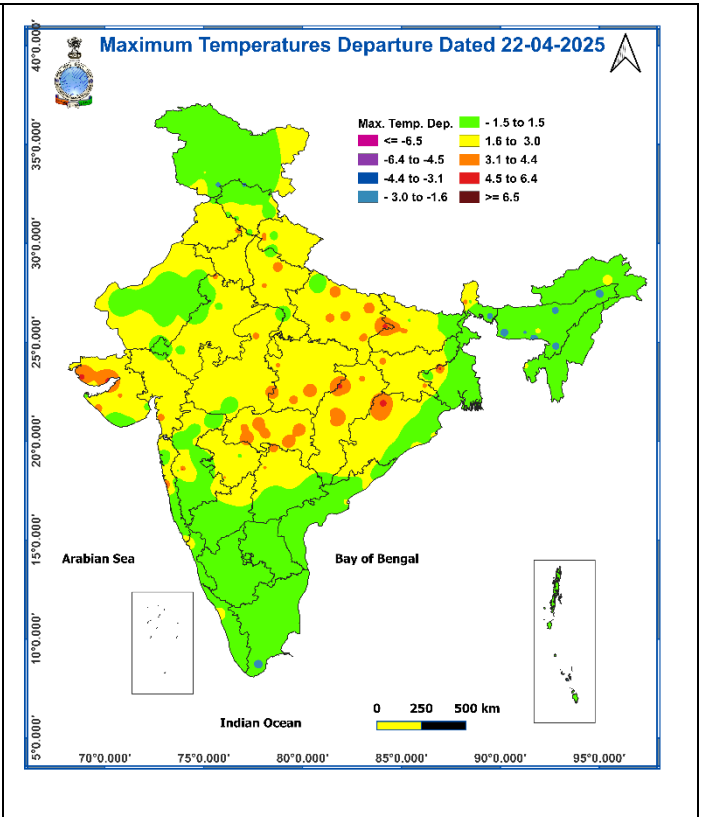 Maximum Temperatures Departure Dated 22-04-2025
Max. Temp. Dep.
<= -6.5
-6.4 to -4.5
-4.4 to -3.1
- 3.0 to -1.6
- 1.5 to 1.5
1.6 to 3.0
3.1 to 4.4
4.5 to 6.4
>= 6.5
40°0.000'
35°0.000'
30°0.000'
25°0.000'
20°0.000'
15°0.000'
10°0.000'
5°0.000'
Arabian Sea
Bay of Bengal
Indian Ocean
0 250 500 km
70°0.000' 75°0.000' 80°0.000' 85°0.000' 90°0.000' 95°0.000'